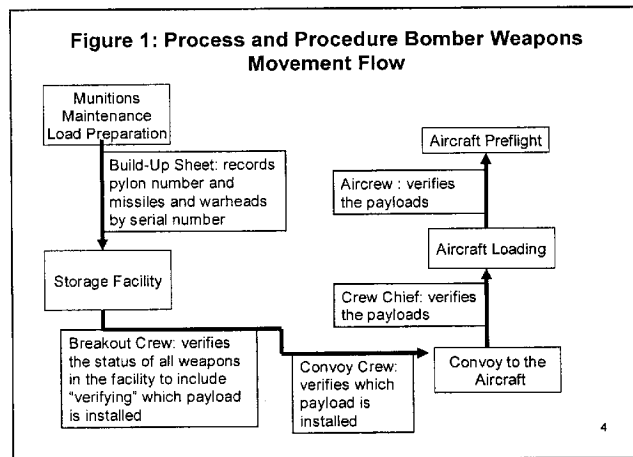 Figure 1: Process and Procedure Bomber Weapons
Movement Flow
Munitions
Maintenance
Load Preparation
Build-Up Sheet: records
pylon number and
missiles and warheads
by serial number
Storage Facility
Breakout Crew: verifies
the status of all weapons
in the facility to include
"verifying" which payload
is installed
Convoy Crew:
verifies which
payload is
installed
Convoy to the
Aircraft
Crew Chief: verifies
the payloads
Aircraft Loading
Aircrew : verifies
the payloads
Aircraft Preflight
4